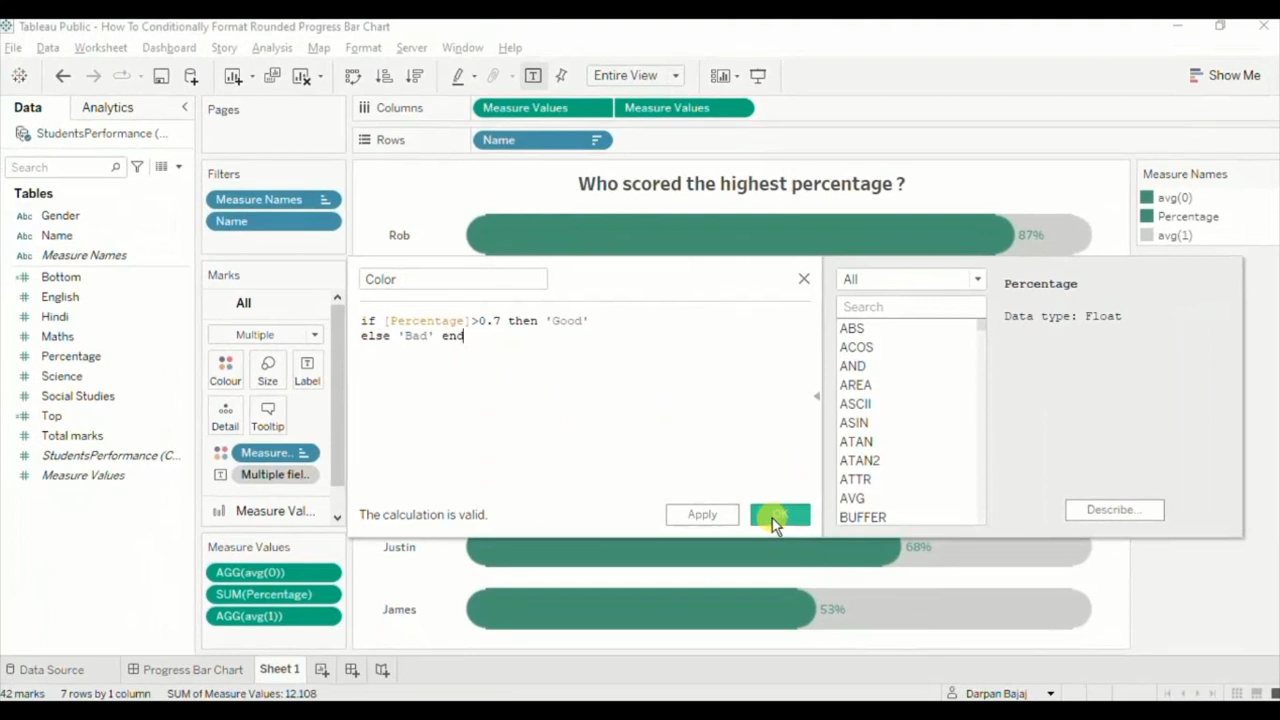 Tableau Public - How To Conditionally Format Rounded Progress Bar Chart
File Data Worksheet Dashboard Story Analysis Map Format Server Window Help
Entire View
Show Me
Data Analytics
StudentsPerformance (...
Search
Tables
Abc Gender
Abc Name
Abc Measure Names
Bottom
English
Hindi
Maths
Percentage
Science
Social Studies
Top
Total marks
StudentsPerformance (C...
Measure Values
Pages
Filters
Measure Names
Name
Marks
All
Multiple
Colour Size Label
Detail Tooltip
Measure..
Multiple fiel..
Measure Val...
Measure Values
AGG(avg(0))
SUM(Percentage)
AGG(avg(1))
Columns Measure Values Measure Values
Rows Name
Who scored the highest percentage ?
Rob 87%
Color
if [Percentage]>0.7 then 'Good'
else 'Bad' end
The calculation is valid.
Apply OK
All
Search
ABS
ACOS
AND
AREA
ASCII
ASIN
ATAN
ATAN2
ATTR
AVG
BUFFER
Percentage
Data type: Float
Describe...
Justin 68%
James 53%
Measure Names
avg(0)
Percentage
avg(1)
Data Source Progress Bar Chart Sheet 1
42 marks 7 rows by 1 column SUM of Measure Values: 12.108 Darpan Bajaj